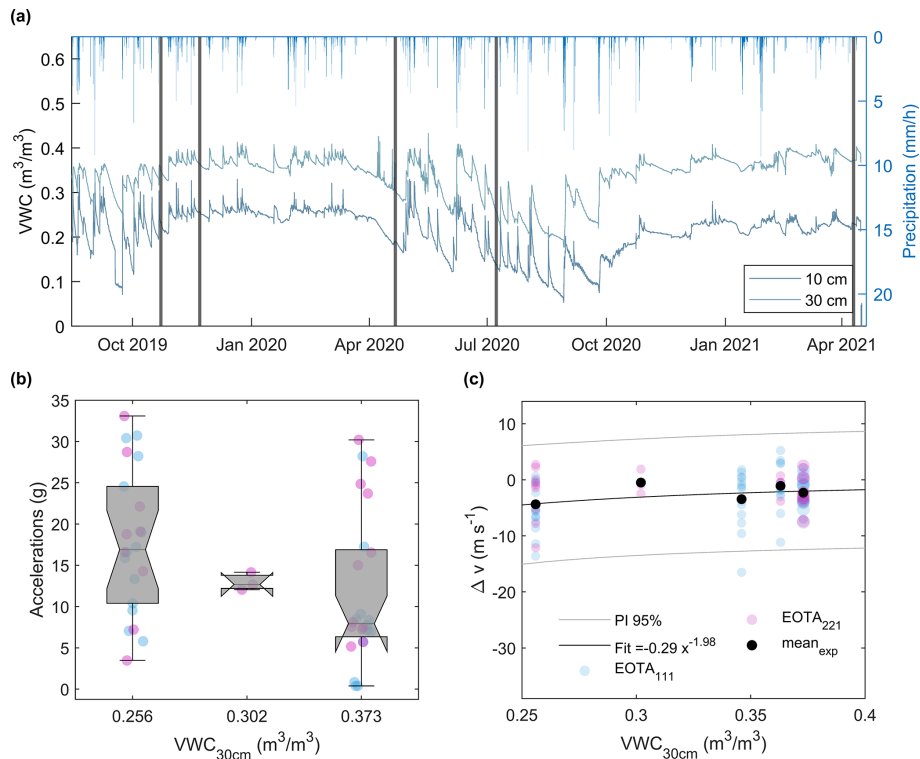 (a)
0
0.1
0.2
0.3
0.4
0.5
0.6
VWC (m³/m³)
0
5
10
15
20
Precipitation (mm/h)
10 cm
30 cm
Oct 2019
Jan 2020
Apr 2020
Jul 2020
Oct 2020
Jan 2021
Apr 2021
(b)
0
5
10
15
20
25
30
35
Accelerations (g)
0.256
0.302
0.373
VWC₃₀cm (m³/m³)
(c)
10
0
-10
-20
-30
Δ v (m s⁻¹)
PI 95%
Fit =-0.29 x⁻¹·⁹⁸
EOTA₁₁₁
EOTA₂₂₁
meanₑₓₚ
0.25
0.3
0.35
0.4
VWC₃₀cm (m³/m³)